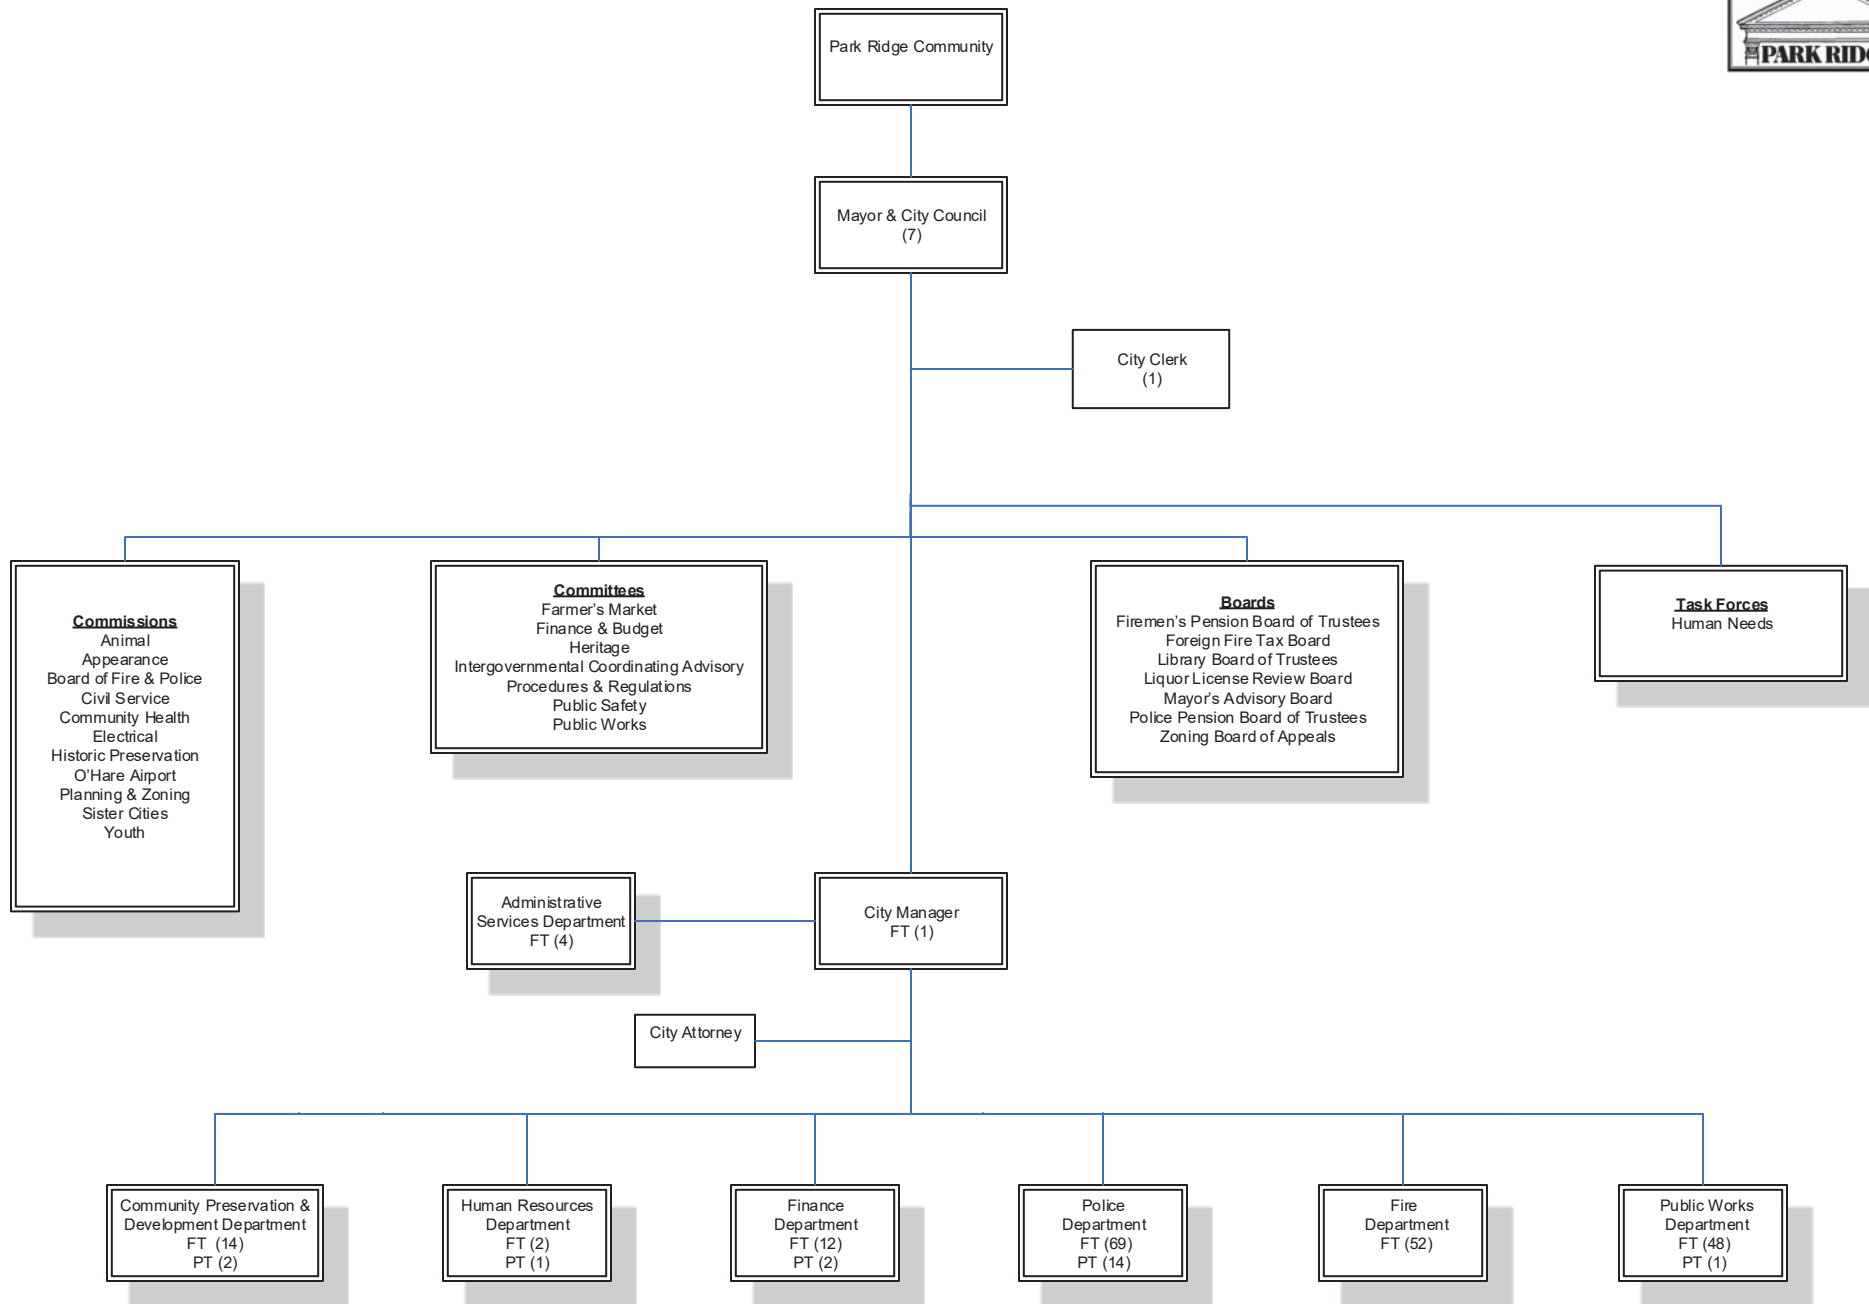 PARK RIDG
Park Ridge Community
Mayor & City Council
(7)
City Clerk
(1)
Commissions
Animal
Appearance
Board of Fire & Police
Civil Service
Community Health
Electrical
Historic Preservation
O'Hare Airport
Planning & Zoning
Sister Cities
Youth
Committees
Farmer's Market
Finance & Budget
Heritage
Intergovernmental Coordinating Advisory
Procedures & Regulations
Public Safety
Public Works
Boards
Firemen's Pension Board of Trustees
Foreign Fire Tax Board
Library Board of Trustees
Liquor License Review Board
Mayor's Advisory Board
Police Pension Board of Trustees
Zoning Board of Appeals
Task Forces
Human Needs
Administrative
Services Department
FT (4)
City Manager
FT (1)
City Attorney
Community Preservation &
Development Department
FT (14)
PT (2)
Human Resources
Department
FT (2)
PT (1)
Finance
Department
FT (12)
PT (2)
Police
Department
FT (69)
PT (14)
Fire
Department
FT (52)
Public Works
Department
FT (48)
PT (1)